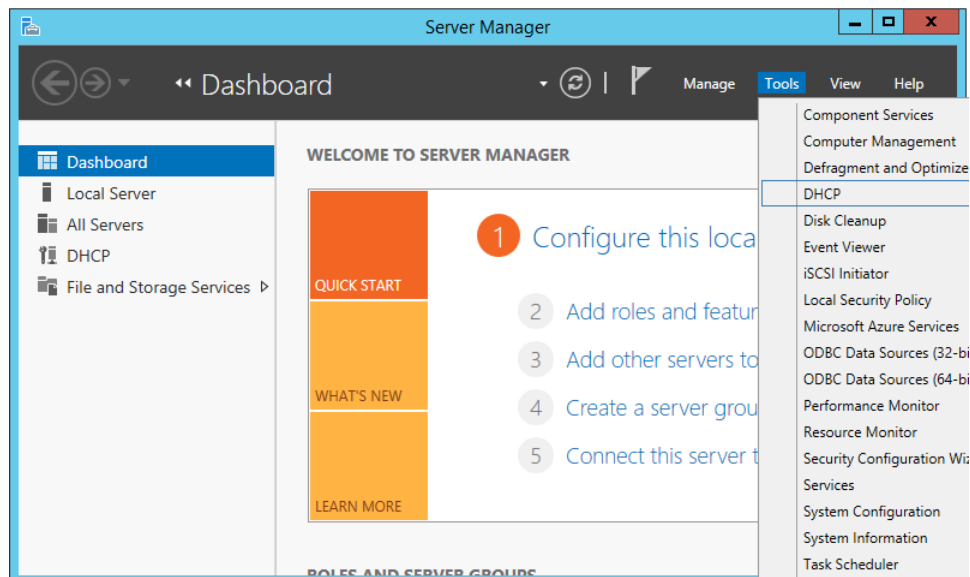 Server Manager
Dashboard
Manage Tools View Help
Dashboard
Local Server
All Servers
DHCP
File and Storage Services
WELCOME TO SERVER MANAGER
QUICK START
WHAT'S NEW
LEARN MORE
1 Configure this loca
2 Add roles and featur
3 Add other servers to
4 Create a server grou
5 Connect this server t
ROLES AND SERVER GROUPS
Component Services
Computer Management
Defragment and Optimize
DHCP
Disk Cleanup
Event Viewer
iSCSI Initiator
Local Security Policy
Microsoft Azure Services
ODBC Data Sources (32-bi
ODBC Data Sources (64-bi
Performance Monitor
Resource Monitor
Security Configuration Wiz
Services
System Configuration
System Information
Task Scheduler